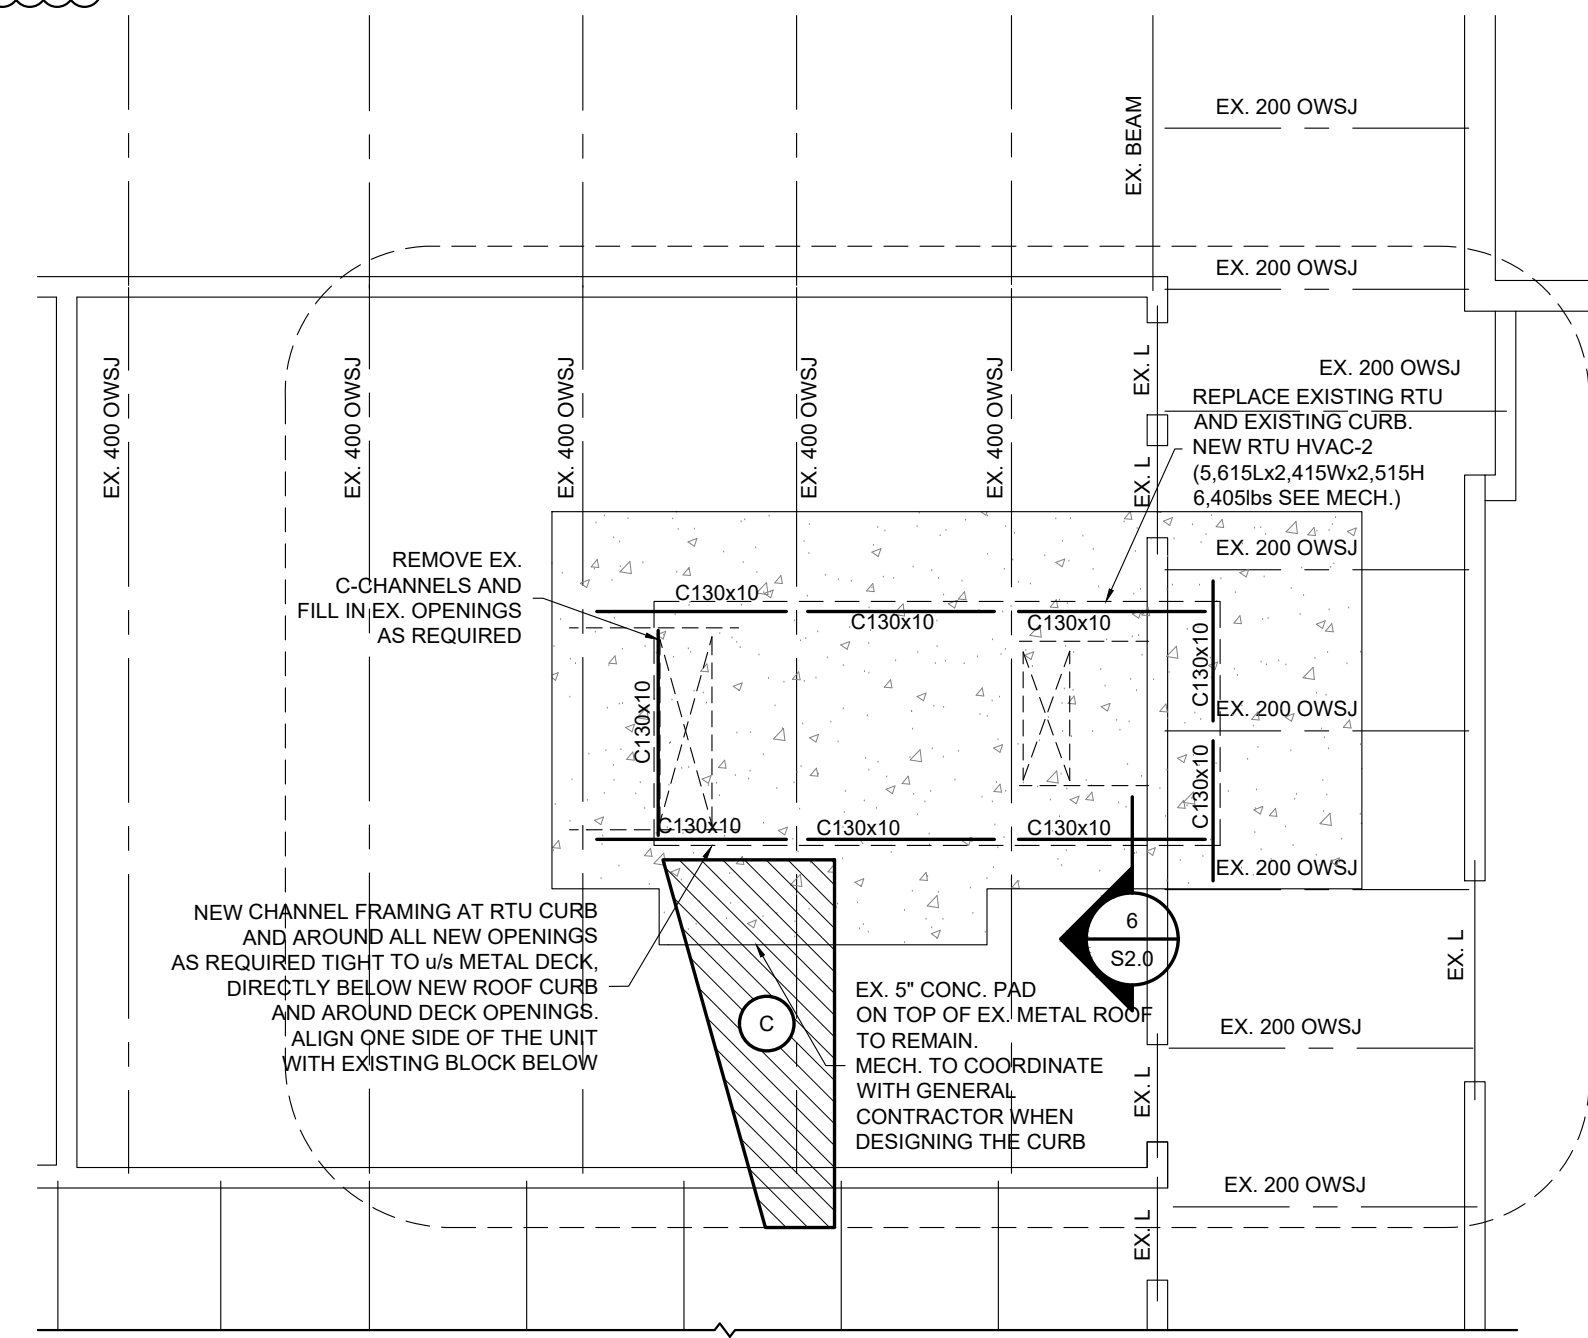 EX. 200 OWSJ
EX. BEAM
EX. 200 OWSJ
EX. 400 OWSJ
EX. 400 OWSJ
EX. 400 OWSJ
EX. 400 OWSJ
EX. 400 OWSJ
EX. L
EX. 200 OWSJ
REPLACE EXISTING RTU
AND EXISTING CURB.
NEW RTU HVAC-2
(5,615Lx2,415Wx2,515H
6,405lbs SEE MECH.)
EX. L
EX. 200 OWSJ
REMOVE EX.
C-CHANNELS AND
FILL IN EX. OPENINGS
AS REQUIRED
C130x10
C130x10
C130x10
C130x10
C130x10
EX. 200 OWSJ
C130x10
C130x10
C130x10
C130x10
EX. 200 OWSJ
NEW CHANNEL FRAMING AT RTU CURB
AND AROUND ALL NEW OPENINGS
AS REQUIRED TIGHT TO u/s METAL DECK,
DIRECTLY BELOW NEW ROOF CURB
AND AROUND DECK OPENINGS.
ALIGN ONE SIDE OF THE UNIT
WITH EXISTING BLOCK BELOW
C
6
S2.0
EX. L
EX. 5" CONC. PAD
ON TOP OF EX. METAL ROOF
TO REMAIN.
MECH. TO COORDINATE
WITH GENERAL
CONTRACTOR WHEN
DESIGNING THE CURB
EX. 200 OWSJ
EX. L
EX. 200 OWSJ
EX. L